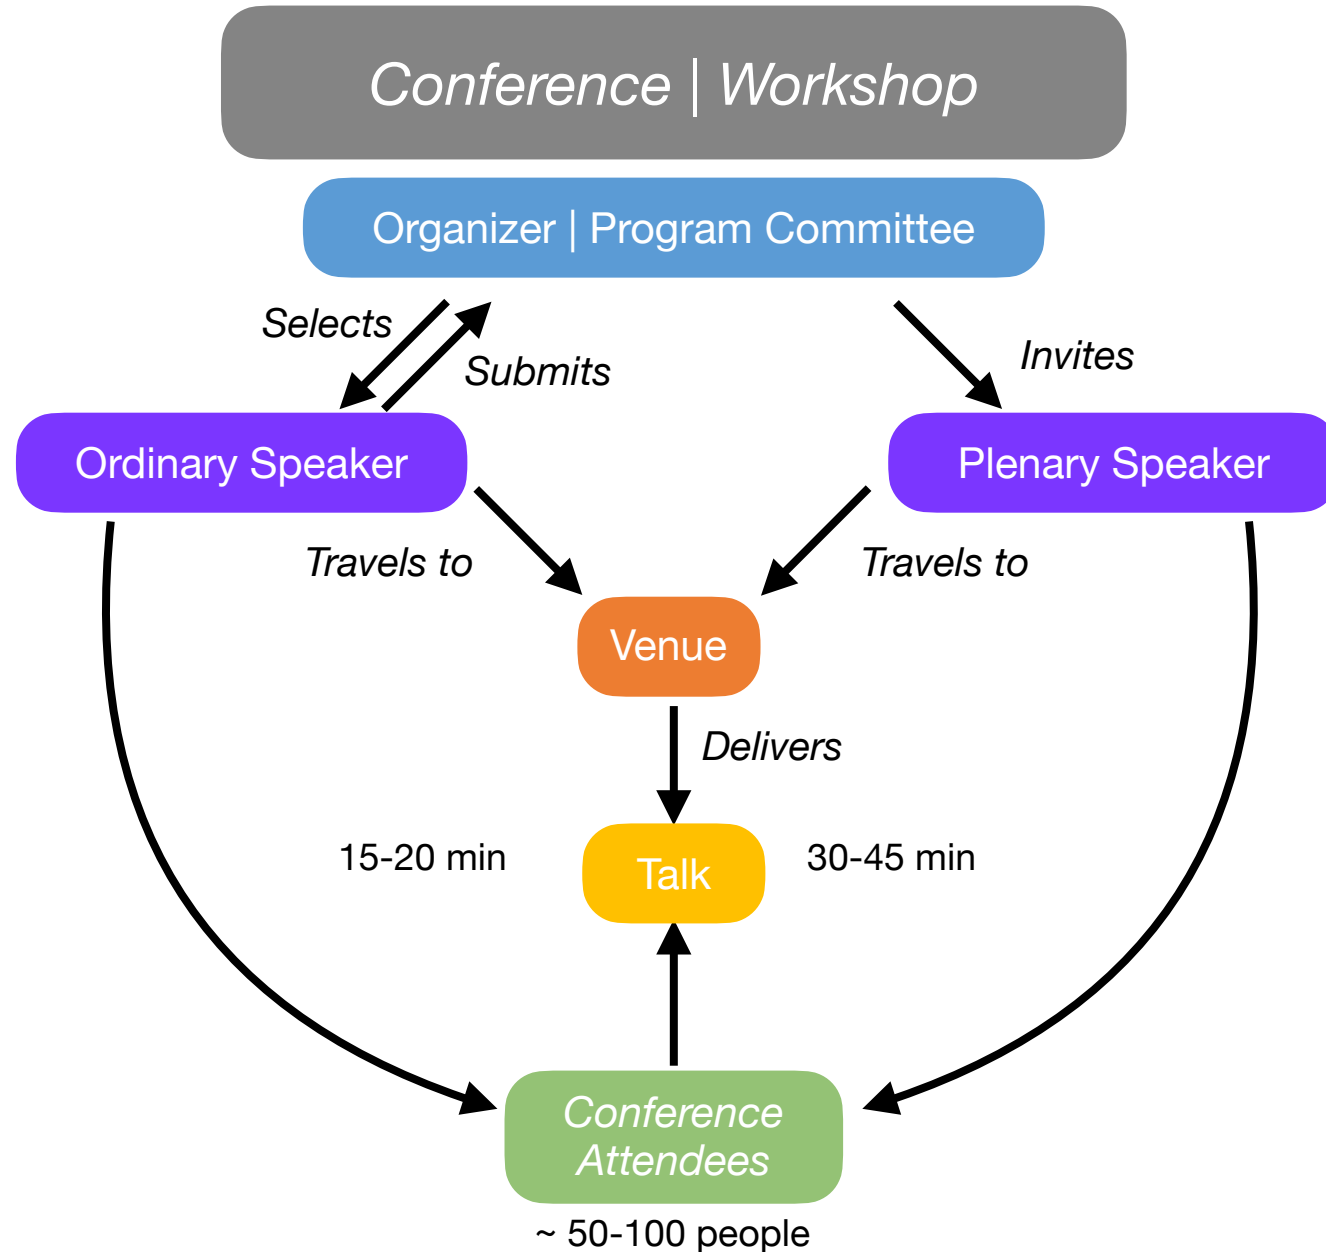 Conference | Workshop
Organizer | Program Committee
Selects
Submits
Invites
Ordinary Speaker
Plenary Speaker
Travels to
Travels to
Venue
Delivers
15-20 min
Talk
30-45 min
Conference
Attendees
~ 50-100 people